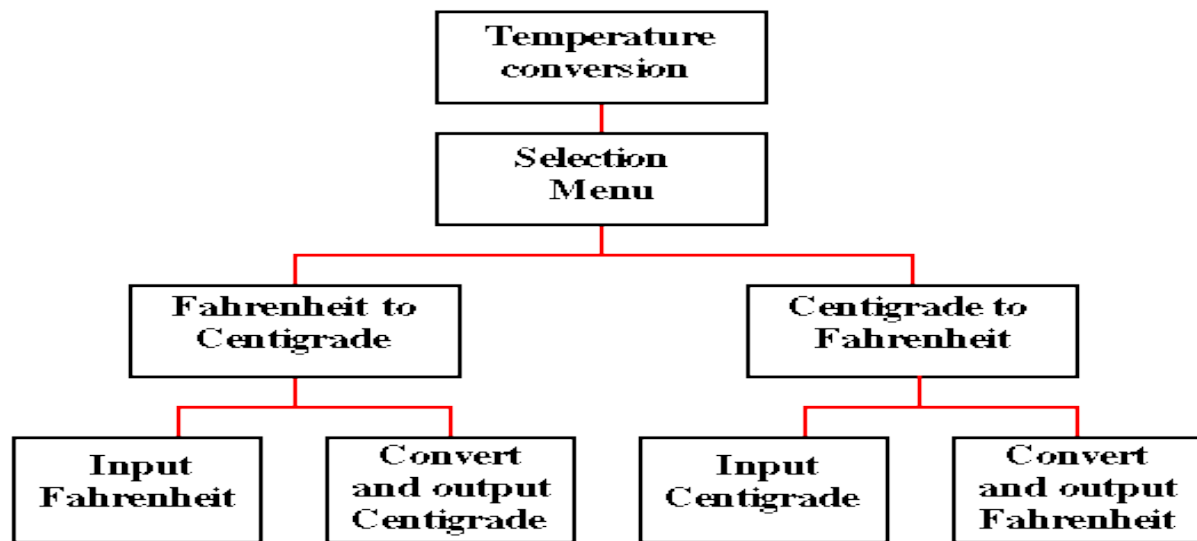 Temperature
conversion
Selection
Menu
Fahrenheit to
Centigrade
Centigrade to
Fahrenheit
Input
Fahrenheit
Convert
and output
Centigrade
Input
Centigrade
Convert
and output
Fahrenheit